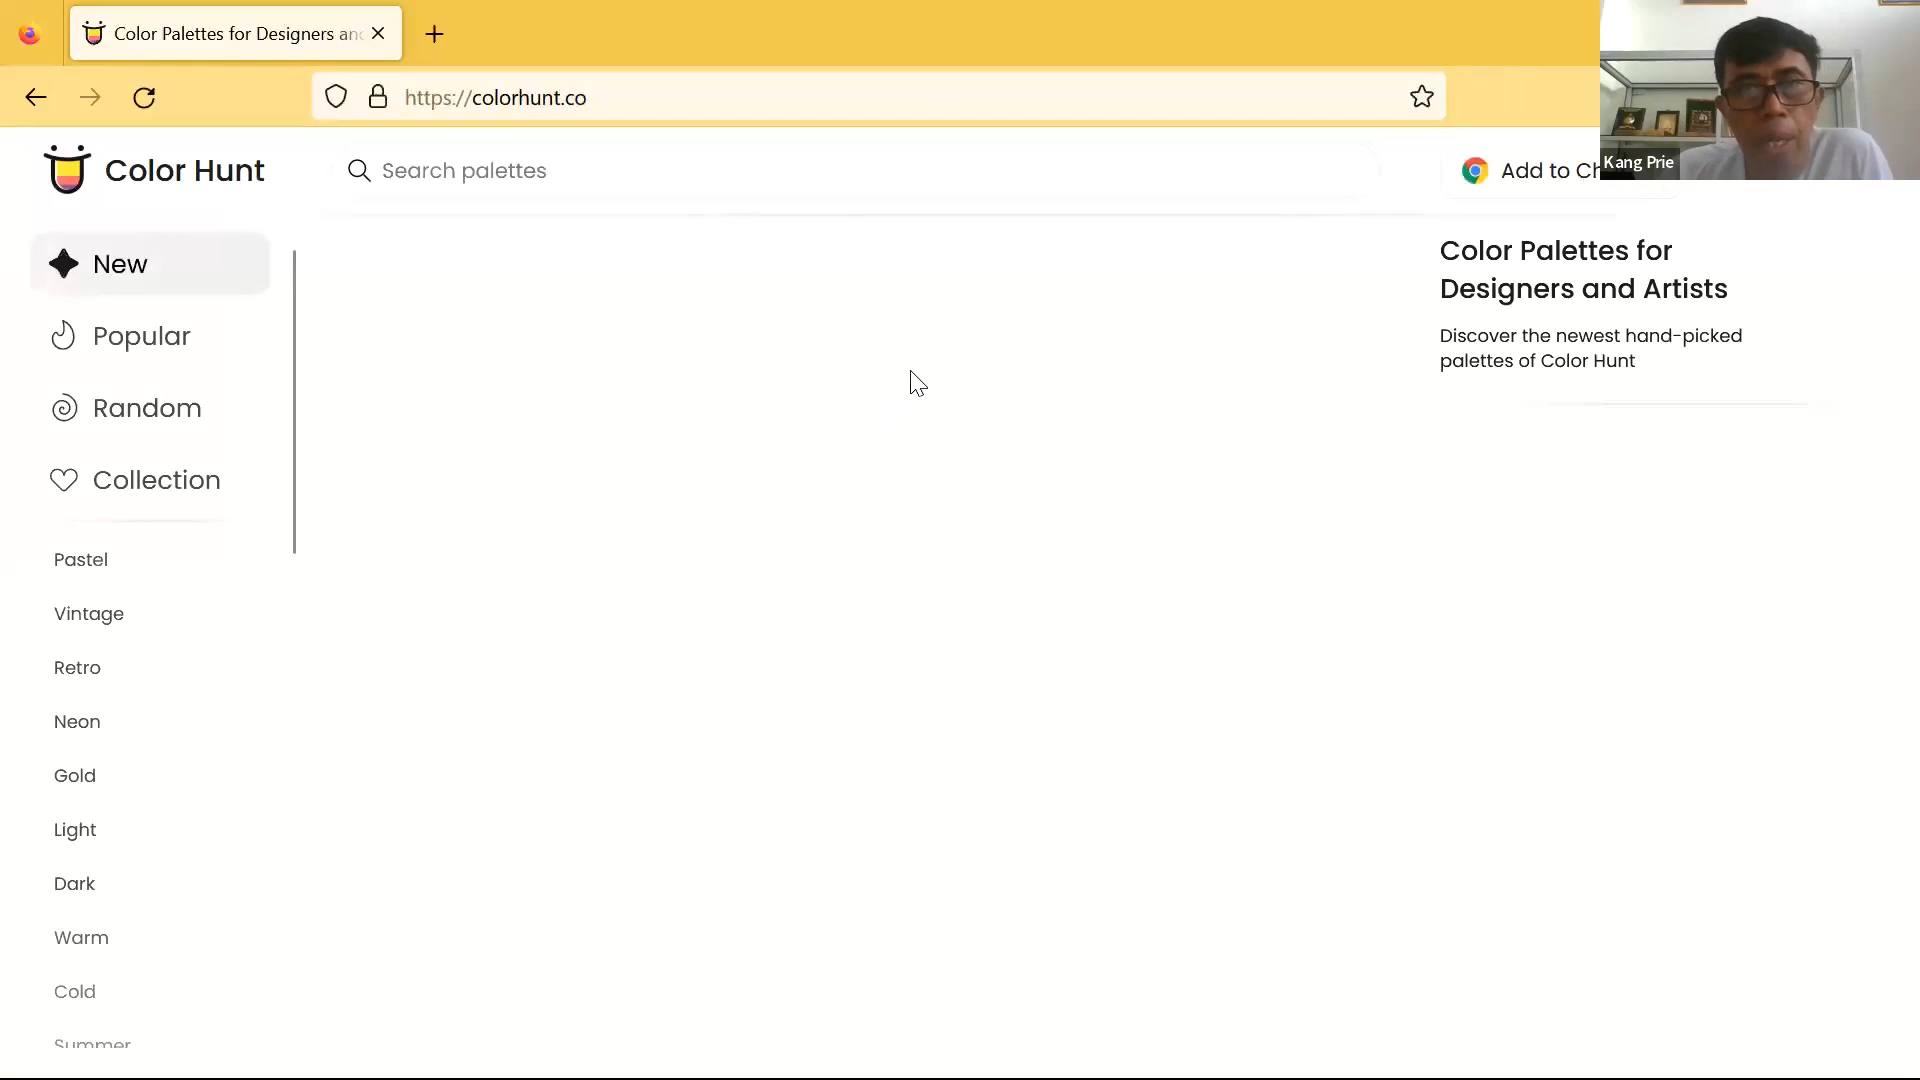 Color Palettes for Designers an
https://colorhunt.co
Color Hunt
Search palettes
Add to Ch
Kang Prie
New
Popular
Random
Collection
Pastel
Vintage
Retro
Neon
Gold
Light
Dark
Warm
Cold
Summer
Color Palettes for
Designers and Artists
Discover the newest hand-picked
palettes of Color Hunt